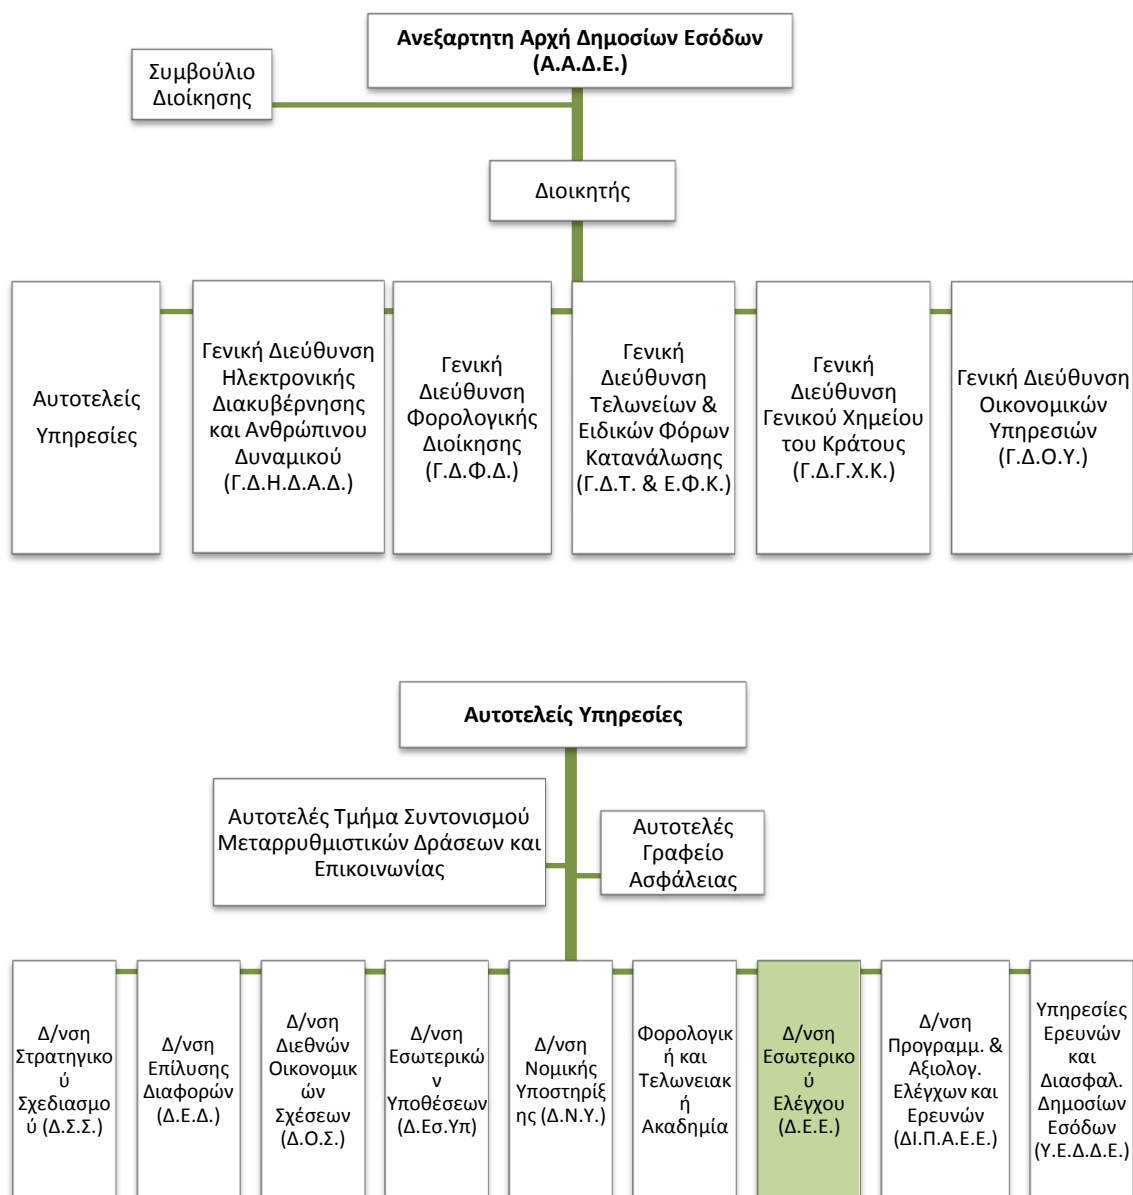 Ανεξαρτητη Αρχή Δημοσίων Εσόδων
(Α.Α.Δ.Ε.)
Συμβούλιο
Διοίκησης
Διοικητής
Αυτοτελείς
Υπηρεσίες
Γενική Διεύθυνση
Ηλεκτρονικής
Διακυβέρνησης
και Ανθρώπινου
Δυναμικού
(Γ.Δ.Η.Δ.Α.Δ.)
Γενική
Διεύθυνση
Φορολογικής
Διοίκησης
(Γ.Δ.Φ.Δ.)
Γενική
Διεύθυνση
Τελωνείων &
Ειδικών Φόρων
Κατανάλωσης
(Γ.Δ.Τ. & Ε.Φ.Κ.)
Γενική
Διεύθυνση
Γενικού Χημείου
του Κράτους
(Γ.Δ.Γ.Χ.Κ.)
Γενική Διεύθυνση
Οικονομικών
Υπηρεσιών
(Γ.Δ.Ο.Υ.)
Αυτοτελείς Υπηρεσίες
Αυτοτελές Τμήμα Συντονισμού
Μεταρρυθμιστικών Δράσεων και
Επικοινωνίας
Αυτοτελές
Γραφείο
Ασφάλειας
Δ/νση
Στρατηγικο
ύ
Σχεδιασμο
ύ (Δ.Σ.Σ.)
Δ/νση
Επίλυσης
Διαφορών
(Δ.Ε.Δ.)
Δ/νση
Διεθνών
Οικονομικ
ών
Σχέσεων
(Δ.Ο.Σ.)
Δ/νση
Εσωτερικώ
ν
Υποθέσεων
(Δ.Εσ.Υπ)
Δ/νση
Νομικής
Υποστηρίξ
ης (Δ.Ν.Υ.)
Φορολογικ
ή και
Τελωνειακ
ή
Ακαδημία
Δ/νση
Εσωτερικο
ύ
Ελέγχου
(Δ.Ε.Ε.)
Δ/νση
Προγραμμ. &
Αξιολογ.
Ελέγχων και
Ερευνών
(ΔΙ.Π.Α.Ε.Ε.)
Υπηρεσίες
Ερευνών
και
Διασφαλ.
Δημοσίων
Εσόδων
(Υ.Ε.Δ.Δ.Ε.)